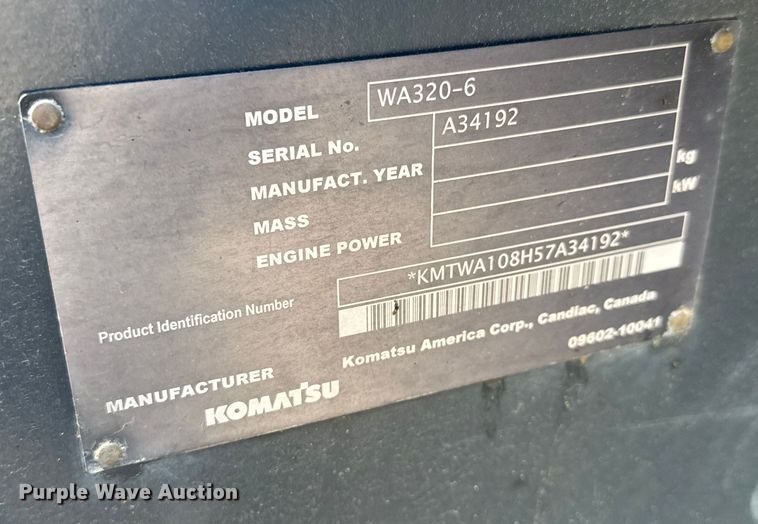 MODEL WA320-6
SERIAL No. A34192
MANUFACT. YEAR
MASS kg
ENGINE POWER kW
Product Identification Number *KMTWA108H57A34192*
MANUFACTURER Komatsu America Corp., Candiac, Canada
KOMATSU 09602-10041
Purple Wave Auction